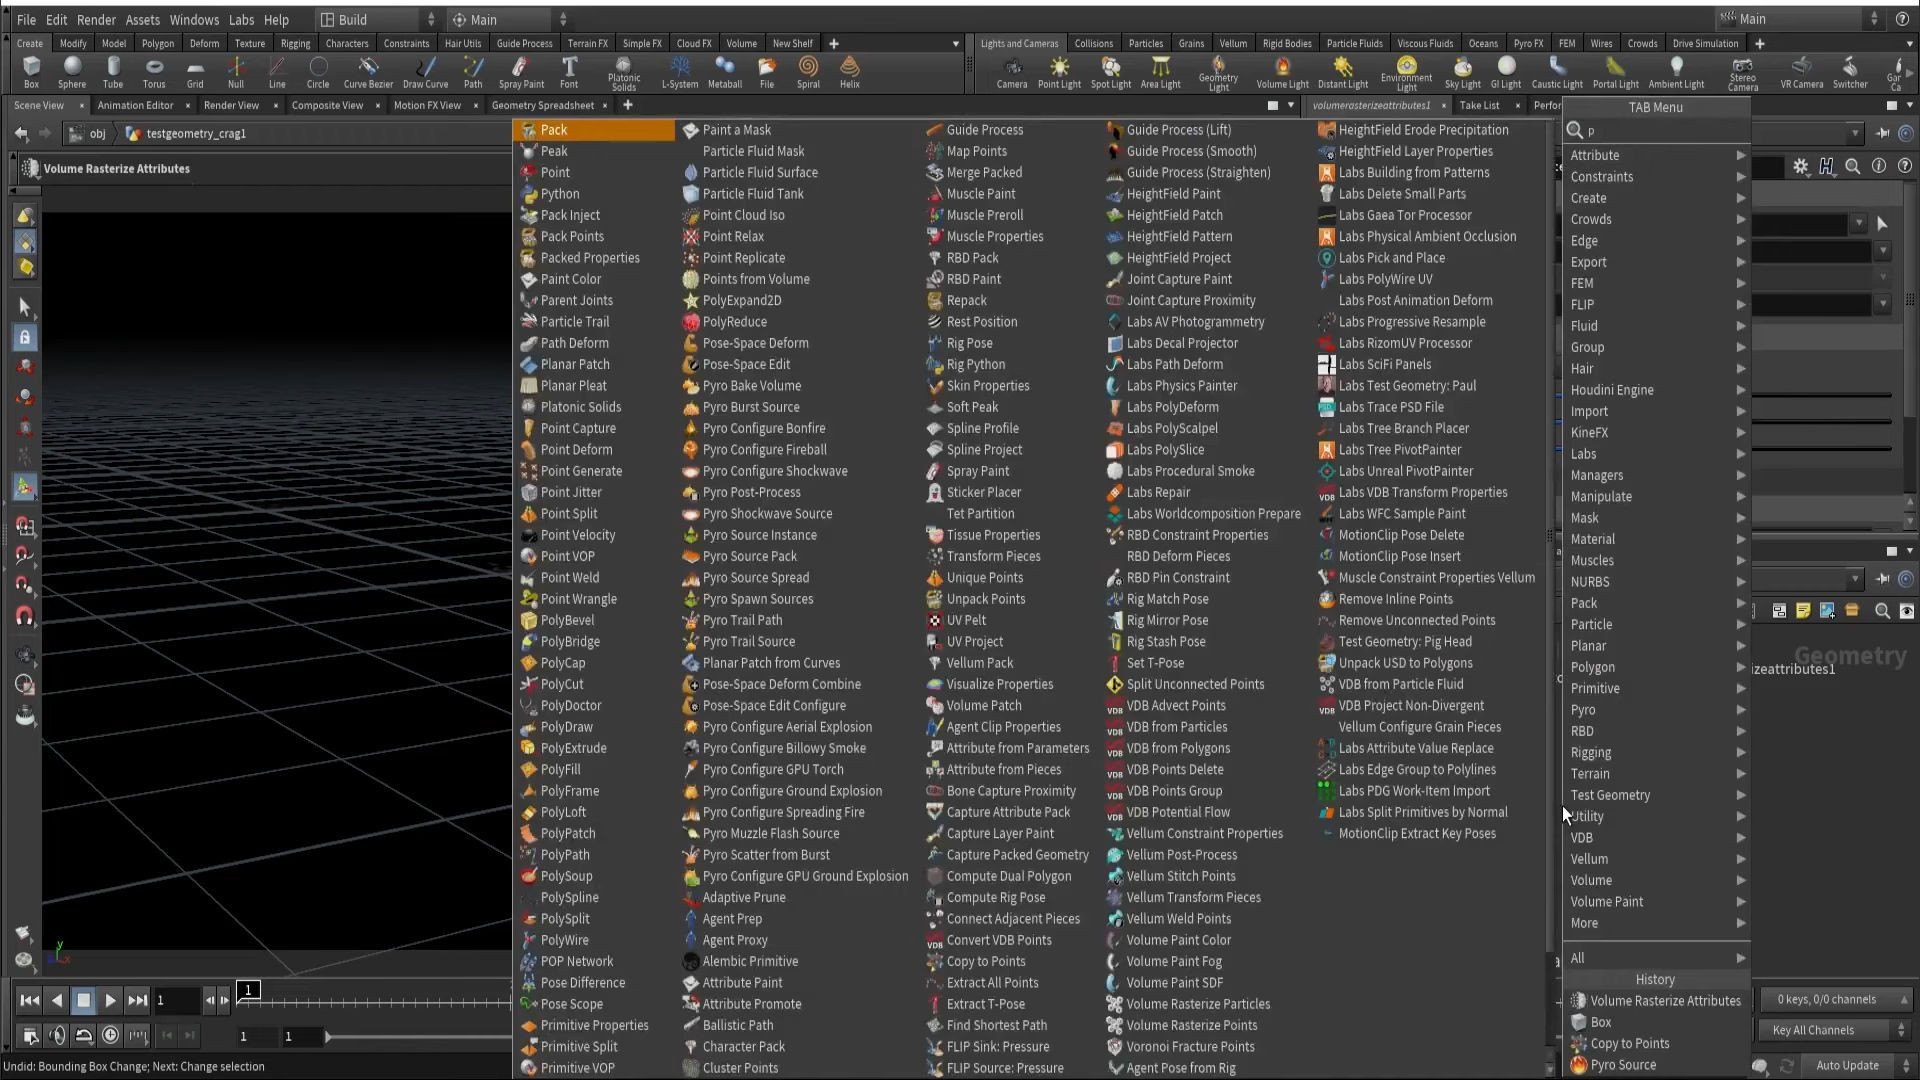 File Edit Render Assets Windows Labs Help Build Main Main
Create Modify Model Polygon Deform Texture Rigging Characters Constraints Hair Utils Guide Process Terrain FX Simple FX Cloud FX Volume New Shelf
Lights and Cameras Collisions Particles Grains Vellum Rigid Bodies Particle Fluids Viscous Fluids Oceans Pyro FX FEM Wires Crowds Drive Simulation
Box Sphere Tube Torus Grid Null Line Circle Curve Bezier Draw Curve Path Spray Paint Font Platonic Solids L-System Metaball File Spiral Helix
Camera Point Light Spot Light Area Light Geometry Light Volume Light Distant Light Environment Light Sky Light GI Light Caustic Light Portal Light Ambient Light Stereo Camera VR Camera Switcher Gar Ca
Scene View Animation Editor Render View Composite View Motion FX View Geometry Spreadsheet
volumerasterizeattributes1 Take List Perfor
obj testgeometry_crag1
Volume Rasterize Attributes
Pack
Peak
Point
Python
Pack Inject
Pack Points
Packed Properties
Paint Color
Parent Joints
Particle Trail
Path Deform
Planar Patch
Planar Pleat
Platonic Solids
Point Capture
Point Deform
Point Generate
Point Jitter
Point Split
Point Velocity
Point VOP
Point Weld
Point Wrangle
PolyBevel
PolyBridge
PolyCap
PolyCut
PolyDoctor
PolyDraw
PolyExtrude
PolyFill
PolyFrame
PolyLoft
PolyPatch
PolyPath
PolySoup
PolySpline
PolySplit
PolyWire
POP Network
Pose Difference
Pose Scope
Primitive Properties
Primitive Split
Primitive VOP
Paint a Mask
Particle Fluid Mask
Particle Fluid Surface
Particle Fluid Tank
Point Cloud Iso
Point Relax
Point Replicate
Points from Volume
PolyExpand2D
PolyReduce
Pose-Space Deform
Pose-Space Edit
Pyro Bake Volume
Pyro Burst Source
Pyro Configure Bonfire
Pyro Configure Fireball
Pyro Configure Shockwave
Pyro Post-Process
Pyro Shockwave Source
Pyro Source Instance
Pyro Source Pack
Pyro Source Spread
Pyro Spawn Sources
Pyro Trail Path
Pyro Trail Source
Planar Patch from Curves
Pose-Space Deform Combine
Pose-Space Edit Configure
Pyro Configure Aerial Explosion
Pyro Configure Billowy Smoke
Pyro Configure GPU Torch
Pyro Configure Ground Explosion
Pyro Configure Spreading Fire
Pyro Muzzle Flash Source
Pyro Scatter from Burst
Pyro Configure GPU Ground Explosion
Adaptive Prune
Agent Prep
Agent Proxy
Alembic Primitive
Attribute Paint
Attribute Promote
Ballistic Path
Character Pack
Cluster Points
Guide Process
Map Points
Merge Packed
Muscle Paint
Muscle Preroll
Muscle Properties
RBD Pack
RBD Paint
Repack
Rest Position
Rig Pose
Rig Python
Skin Properties
Soft Peak
Spline Profile
Spline Project
Spray Paint
Sticker Placer
Tet Partition
Tissue Properties
Transform Pieces
Unique Points
Unpack Points
UV Pelt
UV Project
Vellum Pack
Visualize Properties
Volume Patch
Agent Clip Properties
Attribute from Parameters
Attribute from Pieces
Bone Capture Proximity
Capture Attribute Pack
Capture Layer Paint
Capture Packed Geometry
Compute Dual Polygon
Compute Rig Pose
Connect Adjacent Pieces
Convert VDB Points
Copy to Points
Extract All Points
Extract T-Pose
Find Shortest Path
FLIP Sink: Pressure
FLIP Source: Pressure
Guide Process (Lift)
Guide Process (Smooth)
Guide Process (Straighten)
HeightField Paint
HeightField Patch
HeightField Pattern
HeightField Project
Joint Capture Paint
Joint Capture Proximity
Labs AV Photogrammetry
Labs Decal Projector
Labs Path Deform
Labs Physics Painter
Labs PolyDeform
Labs PolyScalpel
Labs PolySlice
Labs Procedural Smoke
Labs Repair
Labs Worldcomposition Prepare
RBD Constraint Properties
RBD Deform Pieces
RBD Pin Constraint
Rig Match Pose
Rig Mirror Pose
Rig Stash Pose
Set T-Pose
Split Unconnected Points
VDB Advect Points
VDB from Particles
VDB from Polygons
VDB Points Delete
VDB Points Group
VDB Potential Flow
Vellum Constraint Properties
Vellum Post-Process
Vellum Stitch Points
Vellum Transform Pieces
Vellum Weld Points
Volume Paint Color
Volume Paint Fog
Volume Paint SDF
Volume Rasterize Particles
Volume Rasterize Points
Voronoi Fracture Points
Agent Pose from Rig
HeightField Erode Precipitation
HeightField Layer Properties
Labs Building from Patterns
Labs Delete Small Parts
Labs Gaea Tor Processor
Labs Physical Ambient Occlusion
Labs Pick and Place
Labs PolyWire UV
Labs Post Animation Deform
Labs Progressive Resample
Labs RizomUV Processor
Labs SciFi Panels
Labs Test Geometry: Paul
Labs Trace PSD File
Labs Tree Branch Placer
Labs Tree PivotPainter
Labs Unreal PivotPainter
Labs VDB Transform Properties
Labs WFC Sample Paint
MotionClip Pose Delete
MotionClip Pose Insert
Muscle Constraint Properties Vellum
Remove Inline Points
Remove Unconnected Points
Test Geometry: Pig Head
Unpack USD to Polygons
VDB from Particle Fluid
VDB Project Non-Divergent
Vellum Configure Grain Pieces
Labs Attribute Value Replace
Labs Edge Group to Polylines
Labs PDG Work-Item Import
Labs Split Primitives by Normal
MotionClip Extract Key Poses
TAB Menu
p
Attribute
Constraints
Create
Crowds
Edge
Export
FEM
FLIP
Fluid
Group
Hair
Houdini Engine
Import
KineFX
Labs
Managers
Manipulate
Mask
Material
Muscles
NURBS
Pack
Particle
Planar
Polygon
Primitive
Pyro
RBD
Rigging
Terrain
Test Geometry
Utility
VDB
Vellum
Volume
Volume Paint
More
All
History
Volume Rasterize Attributes
Box
Copy to Points
Pyro Source
Geometry
izeattributes1
0 keys, 0/0 channels
Key All Channels
Auto Update
y
x
1
1
1 1
Undid: Bounding Box Change; Next: Change selection